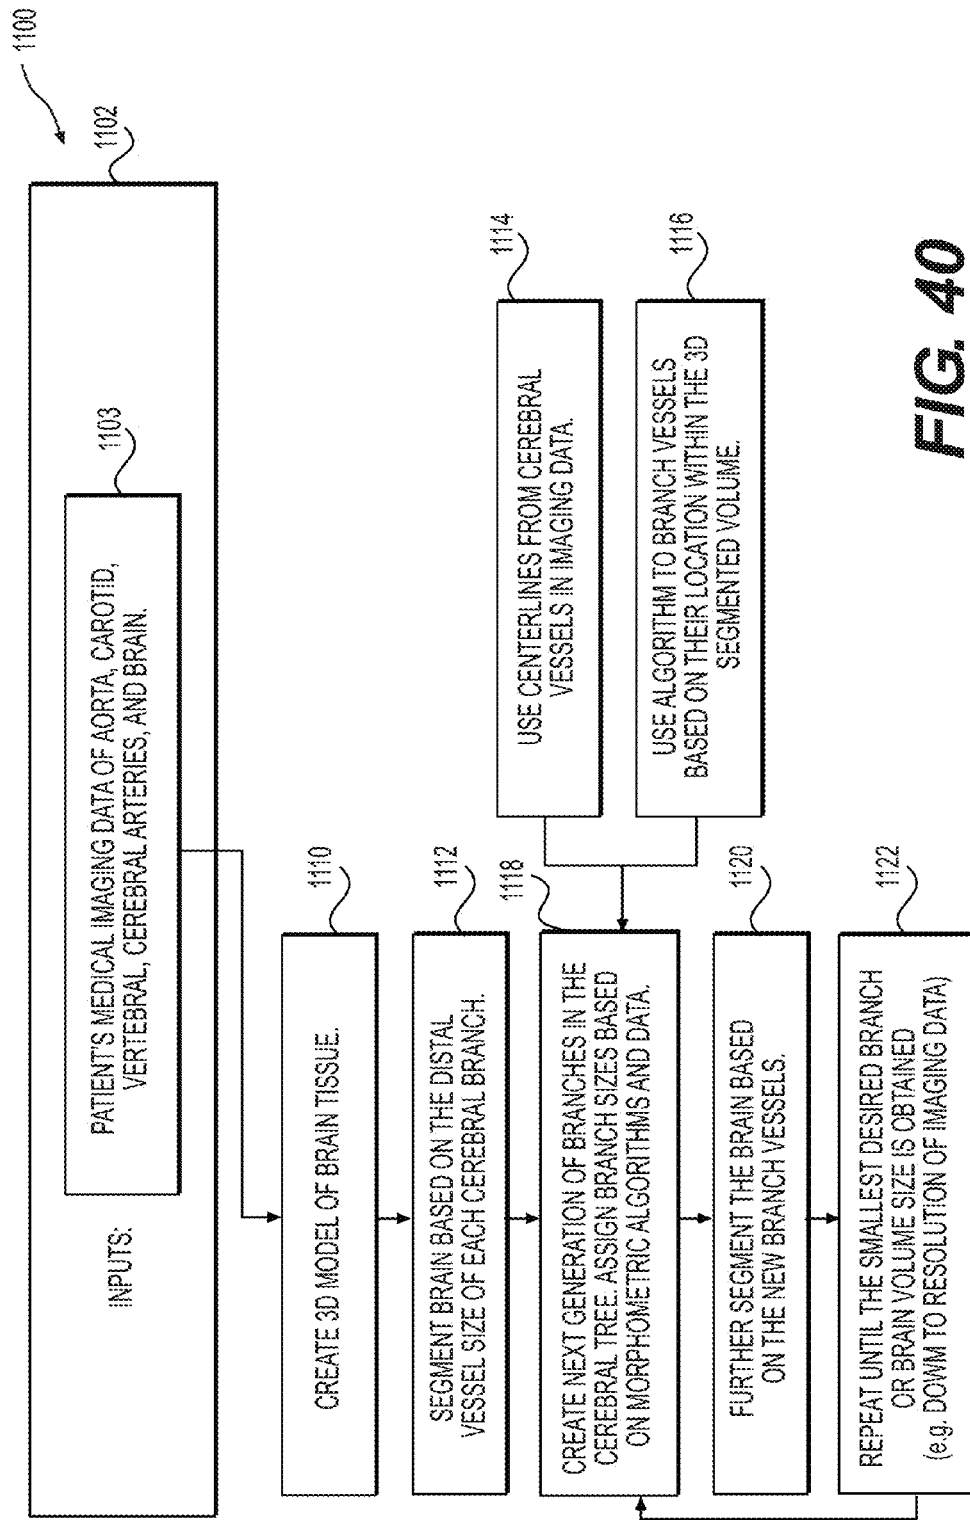 1100
1102
1103
INPUTS:
PATIENT'S MEDICAL IMAGING DATA OF AORTA, CAROTID,
VERTEBRAL, CEREBRAL ARTERIES, AND BRAIN.
1110
CREATE 3D MODEL OF BRAIN TISSUE.
1112
SEGMENT BRAIN BASED ON THE DISTAL
VESSEL SIZE OF EACH CEREBRAL BRANCH.
1114
USE CENTERLINES FROM CEREBRAL
VESSELS IN IMAGING DATA.
1116
USE ALGORITHM TO BRANCH VESSELS
BASED ON THEIR LOCATION WITHIN THE 3D
SEGMENTED VOLUME.
1118
CREATE NEXT GENERATION OF BRANCHES IN THE
CEREBRAL TREE. ASSIGN BRANCH SIZES BASED
ON MORPHOMETRIC ALGORITHMS AND DATA.
1120
FURTHER SEGMENT THE BRAIN BASED
ON THE NEW BRANCH VESSELS.
1122
REPEAT UNTIL THE SMALLEST DESIRED BRANCH
OR BRAIN VOLUME SIZE IS OBTAINED
(e.g. DOWM TO RESOLUTION OF IMAGING DATA)
FIG. 40